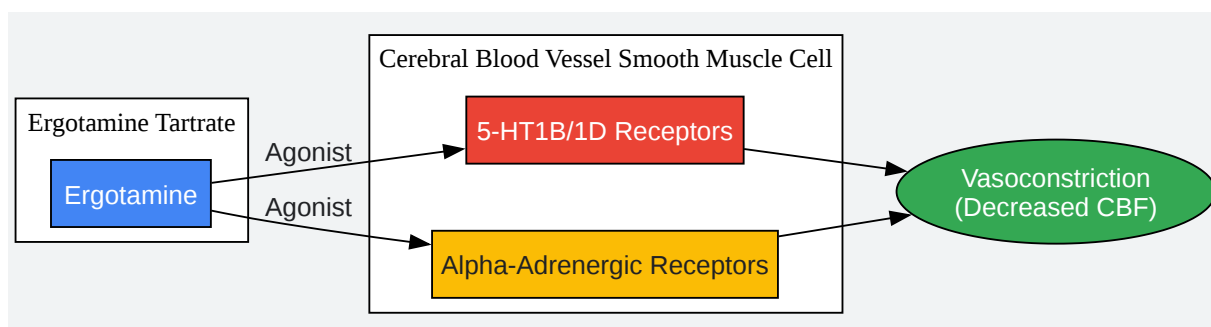 Cerebral Blood Vessel Smooth Muscle Cell
Ergotamine Tartrate
Ergotamine
Agonist
Agonist
5-HT1B/1D Receptors
Alpha-Adrenergic Receptors
Vasoconstriction
(Decreased CBF)